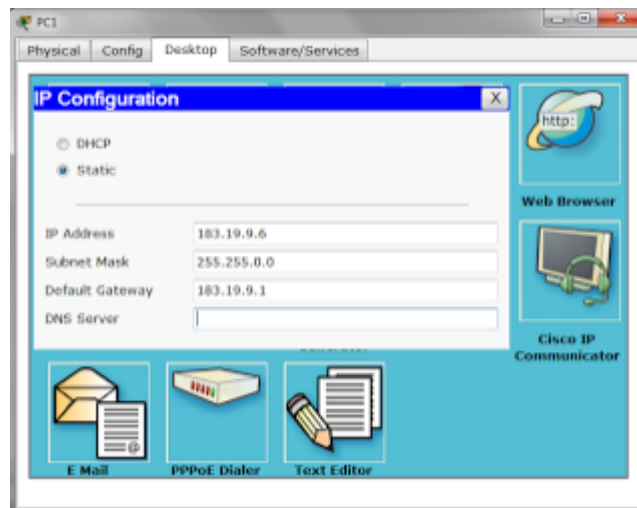 PC1
Physical Config Desktop Software/Services
IP Configuration X
http:
DHCP
Static
Web Browser
IP Address 183.19.9.6
Subnet Mask 255.255.0.0
Default Gateway 183.19.9.1
DNS Server
Cisco IP
Communicator
E Mail PPPoE Dialer Text Editor